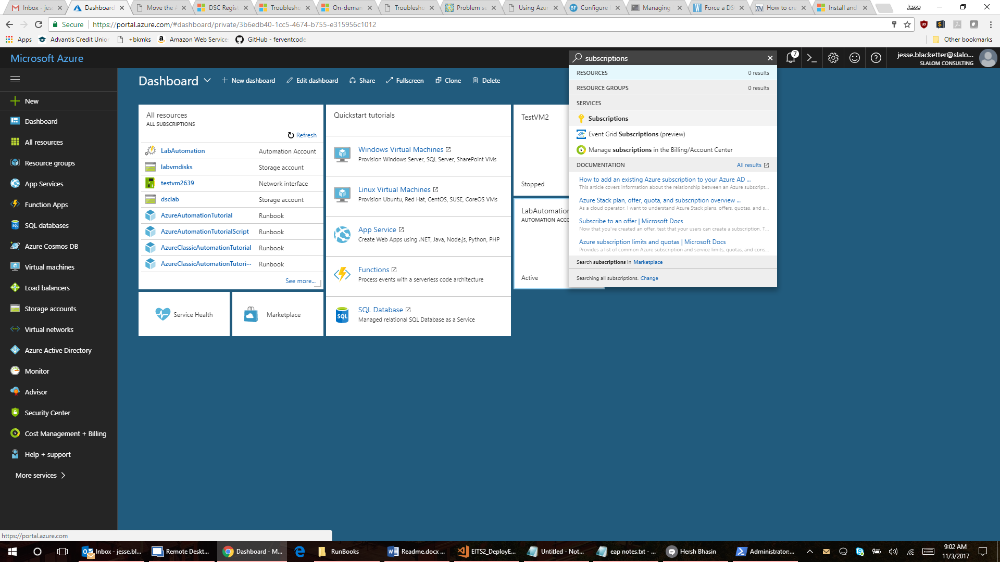 Inbox - jes
Dashboard
Move the A
DSC Regist
Troublesho
On-deman
Troublesho
Problem se
Using Azur
Configure
Managing
Force a DS
How to cre
Install and
Jesse
Secure
https://portal.azure.com/#dashboard/private/3b6edb40-1cc5-4674-b755-e315956c1012
Apps
Advantis Credit Union
+bkmks
Amazon Web Service
GitHub - ferventcode
Other bookmarks
Microsoft Azure
subscriptions
7
jesse.blacketter@slalo...
SLALOM CONSULTING
New
Dashboard
All resources
Resource groups
App Services
Function Apps
SQL databases
Azure Cosmos DB
Virtual machines
Load balancers
Storage accounts
Virtual networks
Azure Active Directory
Monitor
Advisor
Security Center
Cost Management + Billing
Help + support
More services
Dashboard
New dashboard
Edit dashboard
Share
Fullscreen
Clone
Delete
All resources
ALL SUBSCRIPTIONS
Refresh
LabAutomation Automation Account
labvmdisks Storage account
testvm2639 Network interface
dsclab Storage account
AzureAutomationTutorial Runbook
AzureAutomationTutorialScript Runbook
AzureClassicAutomationTutorial Runbook
AzureClassicAutomationTutori... Runbook
See more...
Service Health
Marketplace
Quickstart tutorials
Windows Virtual Machines
Provision Windows Server, SQL Server, SharePoint VMs
Linux Virtual Machines
Provision Ubuntu, Red Hat, CentOS, SUSE, CoreOS VMs
App Service
Create Web Apps using .NET, Java, Node.js, Python, PHP
Functions
Process events with a serverless code architecture
SQL
SQL Database
Managed relational SQL Database as a Service
TestVM2
Stopped
LabAutomation
AUTOMATION ACCO
Active
RESOURCES 0 results
RESOURCE GROUPS 0 results
SERVICES
Subscriptions
Event Grid Subscriptions (preview)
Manage subscriptions in the Billing/Account Center
DOCUMENTATION All results
How to add an existing Azure subscription to your Azure AD ...
This article covers information about the relationship between an Azure subscript...
Azure Stack plan, offer, quota, and subscription overview ...
As a cloud operator, I want to understand Azure Stack plans, offers, quotas, and s...
Subscribe to an offer | Microsoft Docs
Now that you've created an offer, test that your users can create a subscription. T...
Azure subscription limits and quotas | Microsoft Docs
Provides a list of common Azure subscription and service limits, quotas, and cons...
Search subscriptions in Marketplace
Searching all subscriptions. Change
https://portal.azure.com
Inbox - jesse.bl...
Remote Deskt...
Dashboard - M...
RunBooks
Readme.docx ...
EITS2_DeployE...
Untitled - Not...
eap notes.txt - ...
Hersh Bhasin
Administrator:...
9:02 AM
11/3/2017